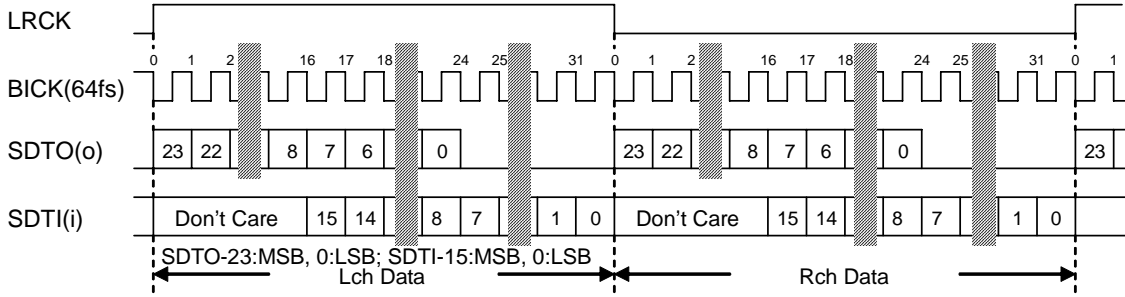 LRCK
0 1 2 16 17 18 24 25 31 0 1 2 16 17 18 24 25 31 0 1
BICK(64fs)
SDTO(o) 23 22 8 7 6 0 23 22 8 7 6 0 23
SDTI(i) Don't Care 15 14 8 7 1 0 Don't Care 15 14 8 7 1 0
SDTO-23:MSB, 0:LSB; SDTI-15:MSB, 0:LSB
Lch Data Rch Data